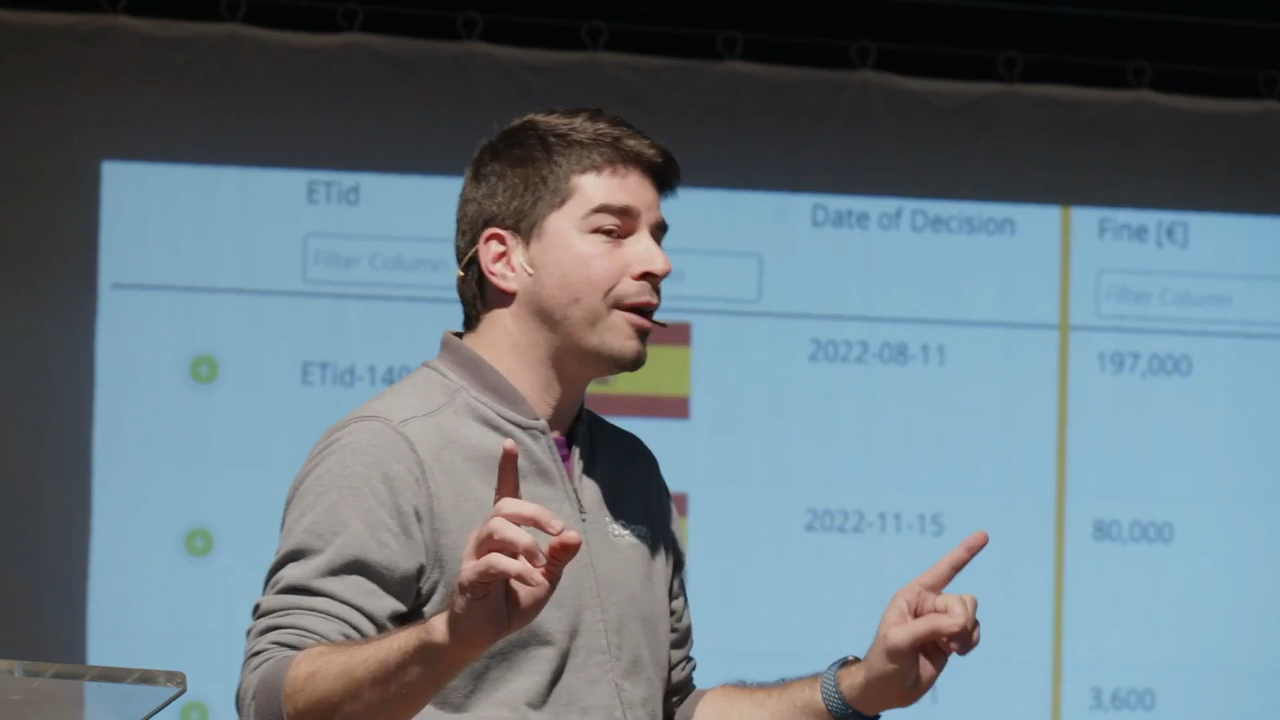 ETid
Date of Decision
Fine [€]
Filter Column
Filter Column
ETid-14
2022-08-11
197,000
2022-11-15
80,000
3,600